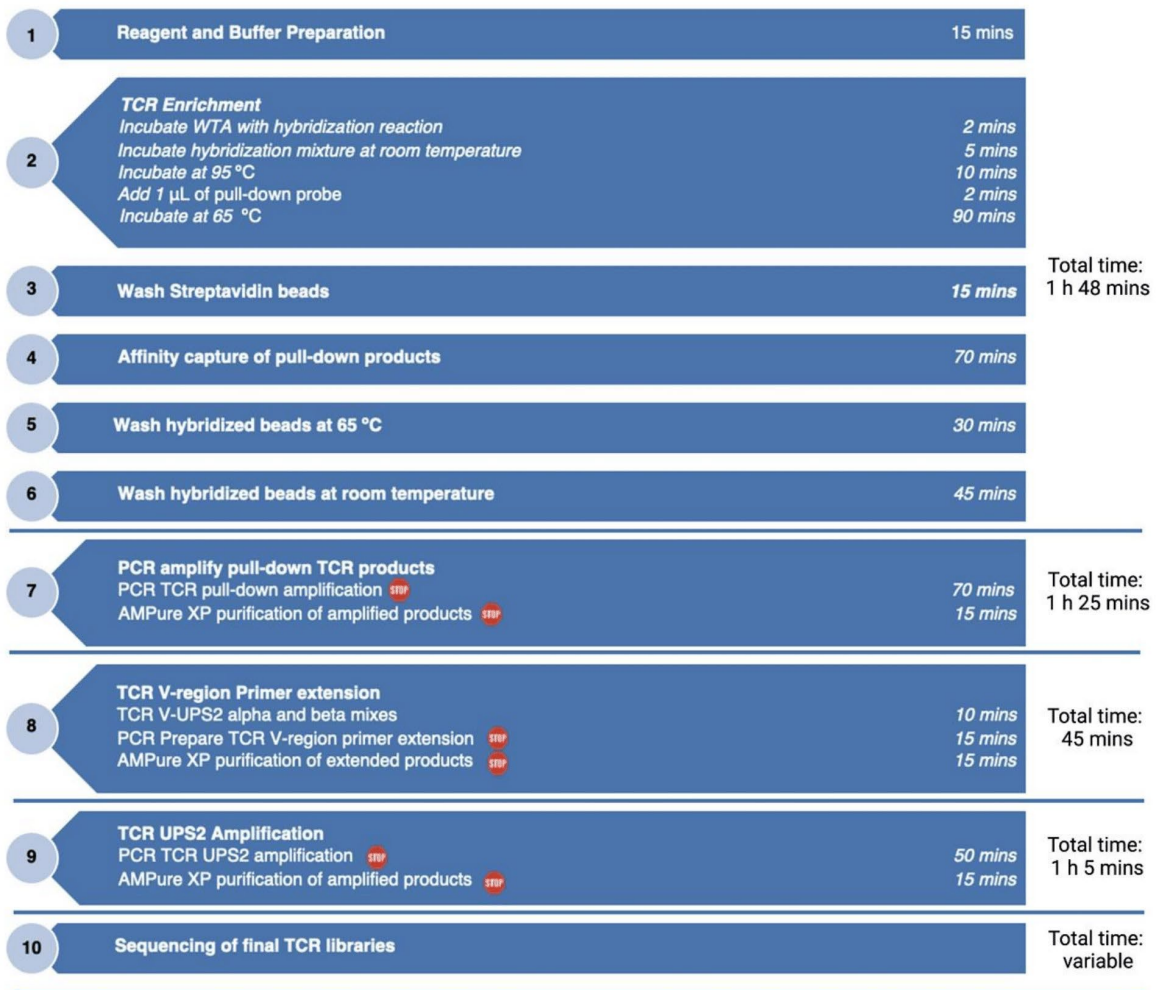 1 Reagent and Buffer Preparation 15 mins
TCR Enrichment
Incubate WTA with hybridization reaction 2 mins
Incubate hybridization mixture at room temperature 5 mins
2 Incubate at 95 °C 10 mins
Add 1 µL of pull-down probe 2 mins
Incubate at 65 °C 90 mins
3 Wash Streptavidin beads 15 mins
Total time:
1 h 48 mins
4 Affinity capture of pull-down products 70 mins
5 Wash hybridized beads at 65 °C 30 mins
6 Wash hybridized beads at room temperature 45 mins
PCR amplify pull-down TCR products
7 PCR TCR pull-down amplification STOP 70 mins
AMPure XP purification of amplified products STOP 15 mins
Total time:
1 h 25 mins
TCR V-region Primer extension
TCR V-UPS2 alpha and beta mixes 10 mins
8 PCR Prepare TCR V-region primer extension STOP 15 mins
AMPure XP purification of extended products STOP 15 mins
Total time:
45 mins
TCR UPS2 Amplification
9 PCR TCR UPS2 amplification STOP 50 mins
AMPure XP purification of amplified products STOP 15 mins
Total time:
1 h 5 mins
10 Sequencing of final TCR libraries
Total time:
variable